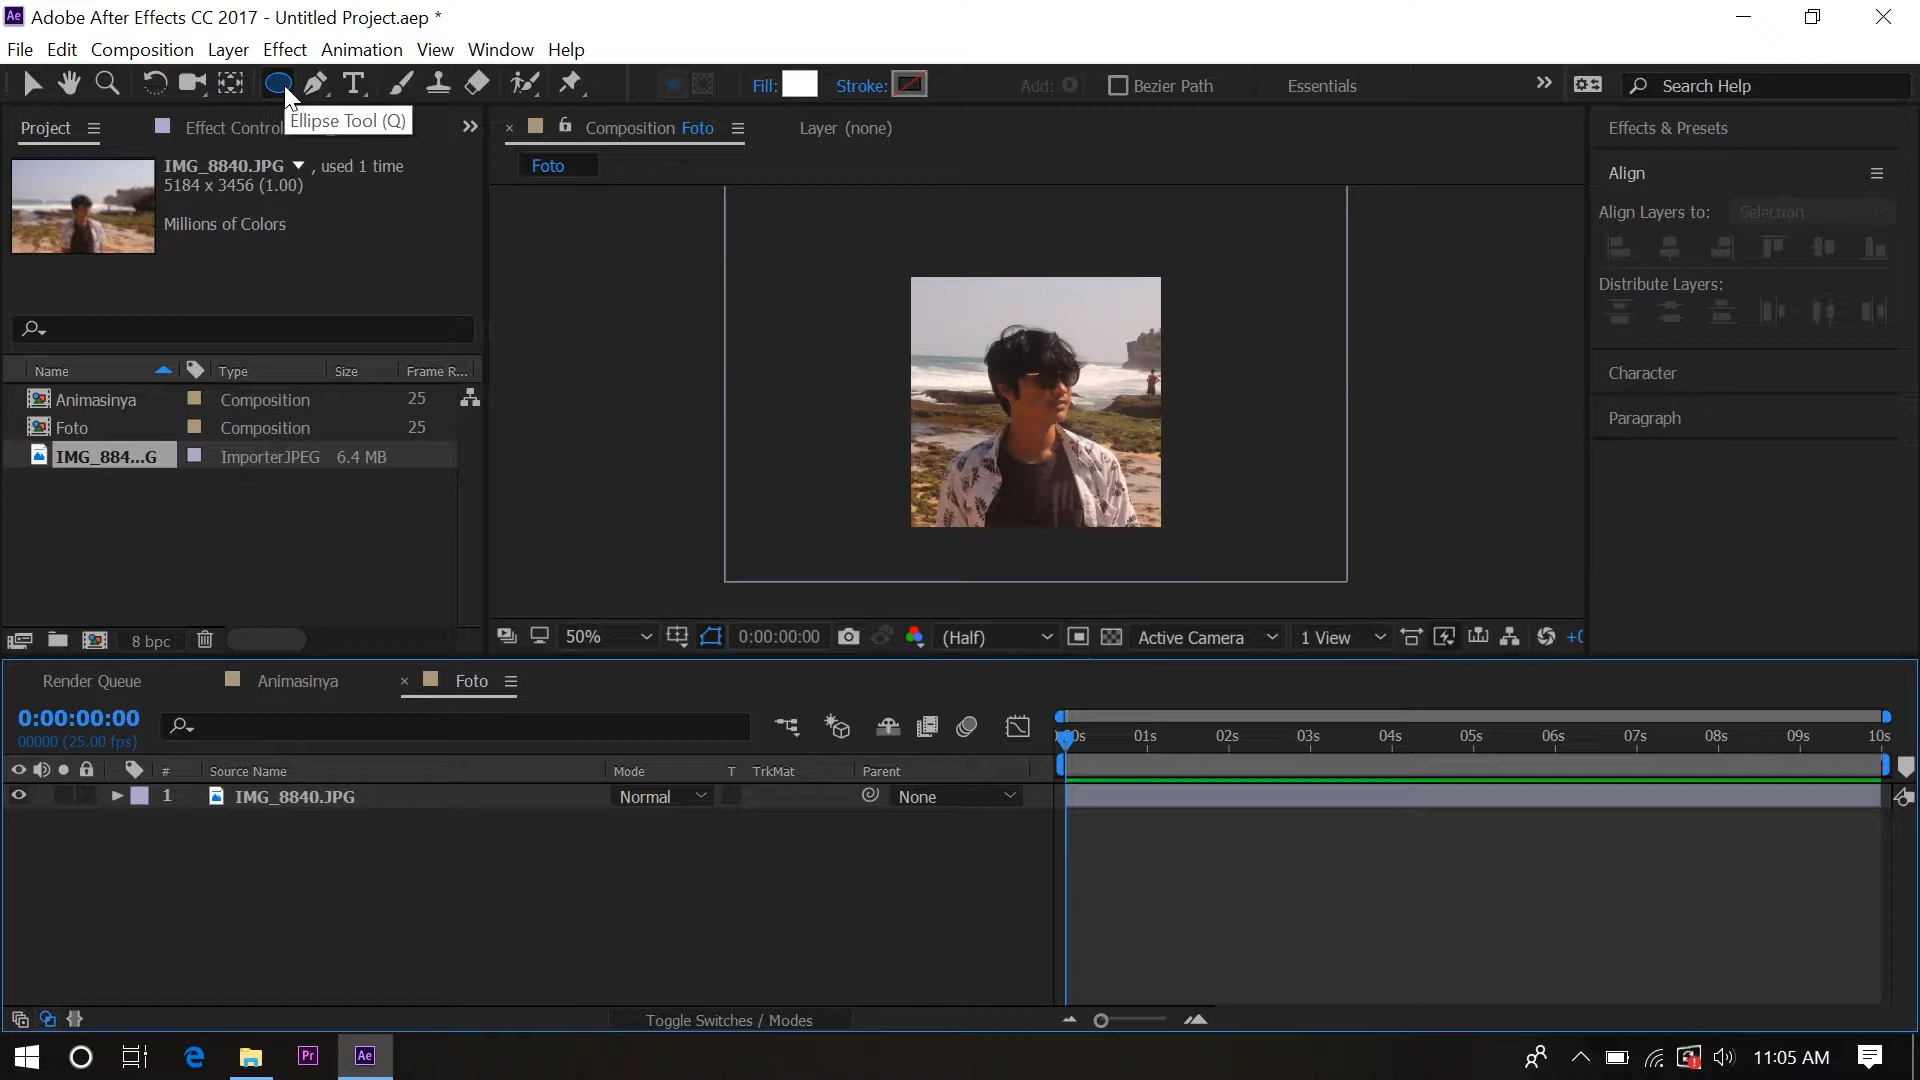 Adobe After Effects CC 2017 - Untitled Project.aep *
File Edit Composition Layer Effect Animation View Window Help
Fill: Stroke: Add: Bezier Path Essentials Search Help
Ellipse Tool (Q)
Project Effect Control
Composition Foto Layer (none) Effects & Presets
IMG_8840.JPG , used 1 time
5184 x 3456 (1.00)
Millions of Colors
Foto
Align
Align Layers to: Selection
Distribute Layers:
Character
Paragraph
Name Type Size Frame R...
Animasinya Composition 25
Foto Composition 25
IMG_884...G ImporterJPEG 6.4 MB
8 bpc
50% 0:00:00:00 (Half) Active Camera 1 View +0
Render Queue Animasinya × Foto
0:00:00:00
00000 (25.00 fps)
01s 02s 03s 04s 05s 06s 07s 08s 09s 10s
# Source Name Mode T TrkMat Parent
1 IMG_8840.JPG Normal None
Toggle Switches / Modes
Pr Ae 11:05 AM